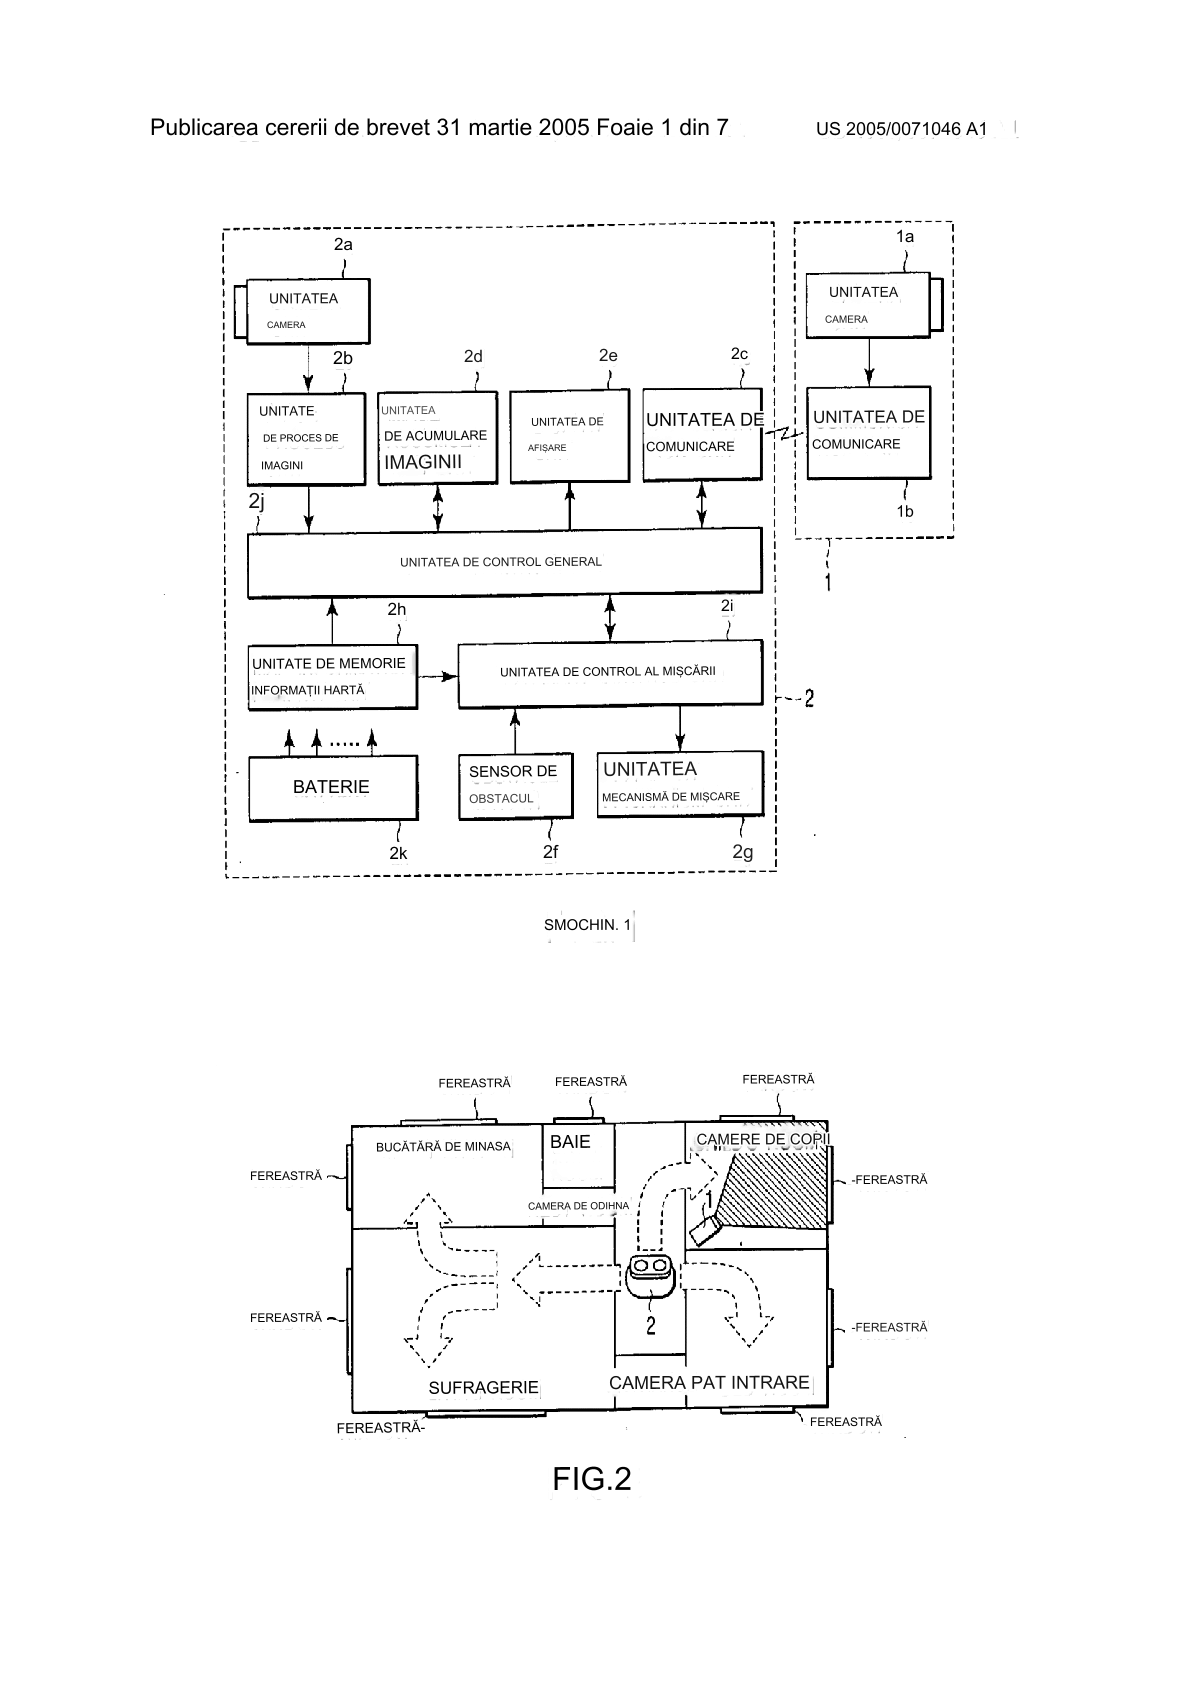 Publicarea cererii de brevet 31 martie 2005 Foaie 1 din 7
US 2005/0071046 A1
2a
1a
UNITATEA
CAMERA
UNITATEA
CAMERA
2b
2d
2e
2c
UNITATE
DE PROCES DE
IMAGINI
UNITATEA
DE ACUMULARE
IMAGINII
UNITATEA DE
AFIȘARE
UNITATEA DE
COMUNICARE
UNITATEA DE
COMUNICARE
2j
1b
UNITATEA DE CONTROL GENERAL
1
2h
2i
UNITATE DE MEMORIE
INFORMAȚII HARTĂ
UNITATEA DE CONTROL AL MIȘCĂRII
2
BATERIE
SENSOR DE
OBSTACUL
UNITATEA
MECANISMĂ DE MIȘCARE
2k
2f
2g
SMOCHIN. 1
FEREASTRĂ
FEREASTRĂ
FEREASTRĂ
BUCĂTĂRĂ DE MINASA
BAIE
CAMERE DE COPII
FEREASTRĂ
-FEREASTRĂ
CAMERA DE ODIHNA
1
FEREASTRĂ
2
-FEREASTRĂ
SUFRAGERIE
CAMERA PAT INTRARE
FEREASTRĂ-
FEREASTRĂ
FIG.2